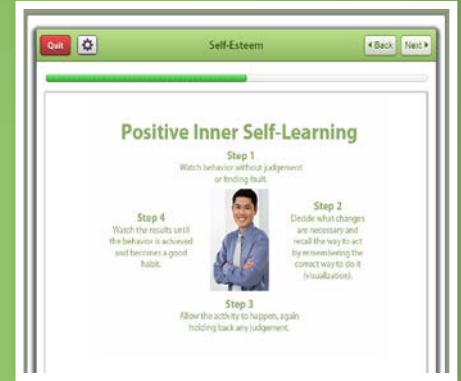 Quit
Self-Esteem
Back
Next
Positive Inner Self-Learning
Step 1
Watch behavior without judgement
or finding fault.
Step 2
Decide what changes
are necessary and
recall the way to act
by remembering the
correct way to do it
(visualization).
Step 4
Watch the results until
the behavior is achieved
and becomes a good
habit.
Step 3
Allow the activity to happen, again
holding back any judgement.